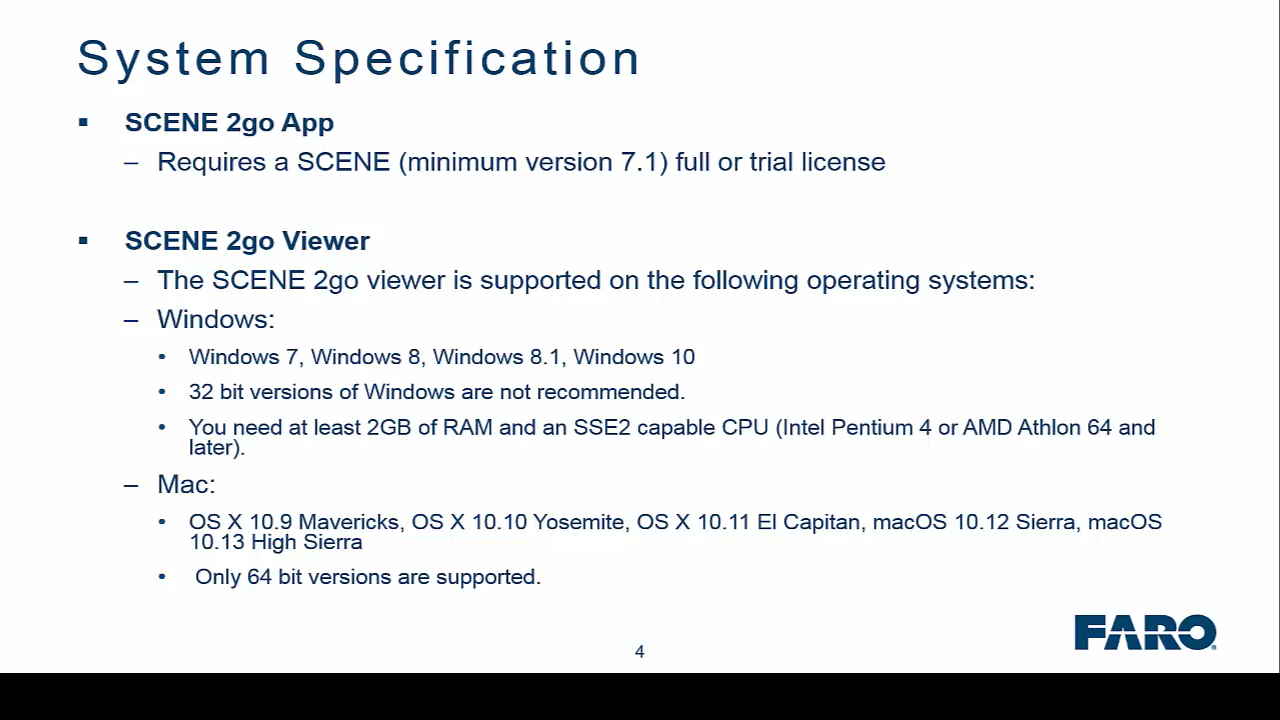 System Specification
▪ SCENE 2go App
– Requires a SCENE (minimum version 7.1) full or trial license
▪ SCENE 2go Viewer
– The SCENE 2go viewer is supported on the following operating systems:
– Windows:
• Windows 7, Windows 8, Windows 8.1, Windows 10
• 32 bit versions of Windows are not recommended.
• You need at least 2GB of RAM and an SSE2 capable CPU (Intel Pentium 4 or AMD Athlon 64 and
later).
– Mac:
• OS X 10.9 Mavericks, OS X 10.10 Yosemite, OS X 10.11 El Capitan, macOS 10.12 Sierra, macOS
10.13 High Sierra
• Only 64 bit versions are supported.
FARO®
4